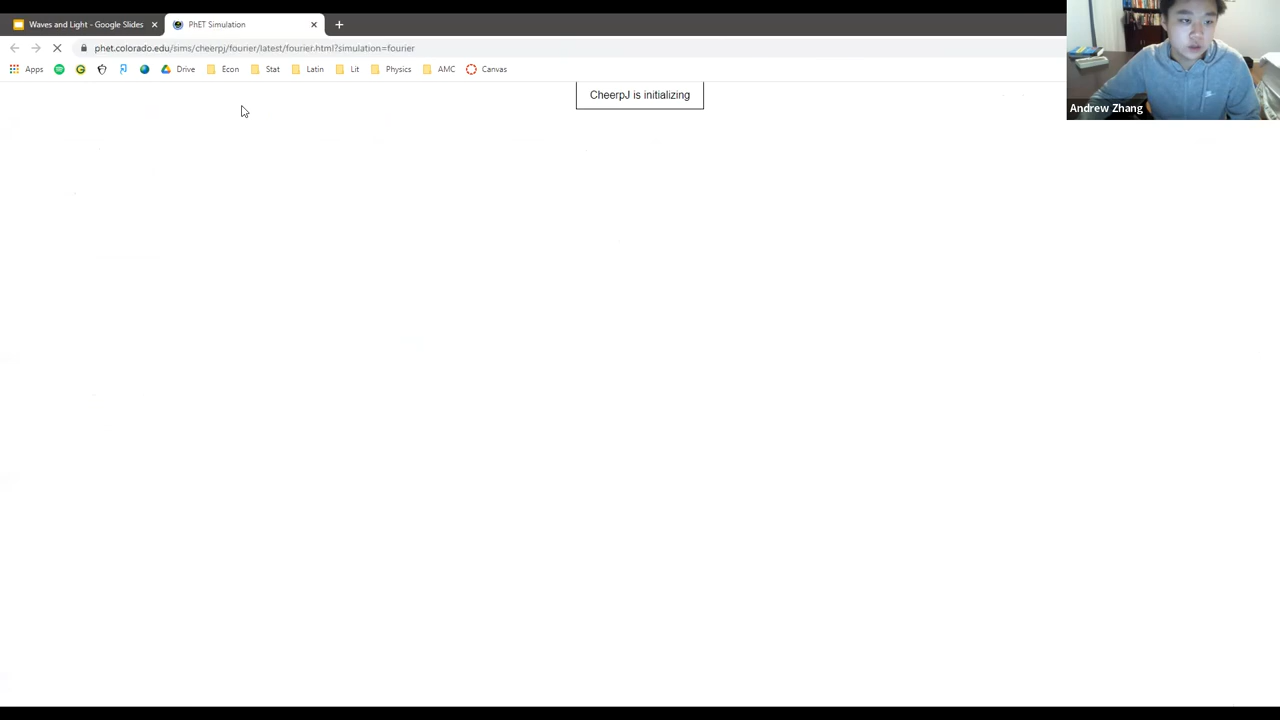 Waves and Light - Google Slides
PhET Simulation
phet.colorado.edu/sims/cheerpj/fourier/latest/fourier.html?simulation=fourier
Apps Drive Econ Stat Latin Lit Physics AMC Canvas
CheerpJ is initializing
Andrew Zhang